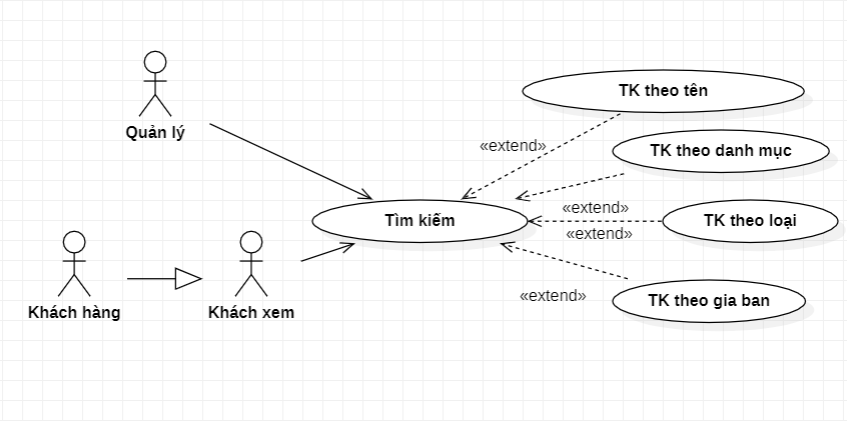 TK theo tên
Quản lý
«extend»
TK theo danh mục
«extend»
Tìm kiếm
TK theo loại
«extend»
«extend»
TK theo gia ban
Khách hàng
Khách xem